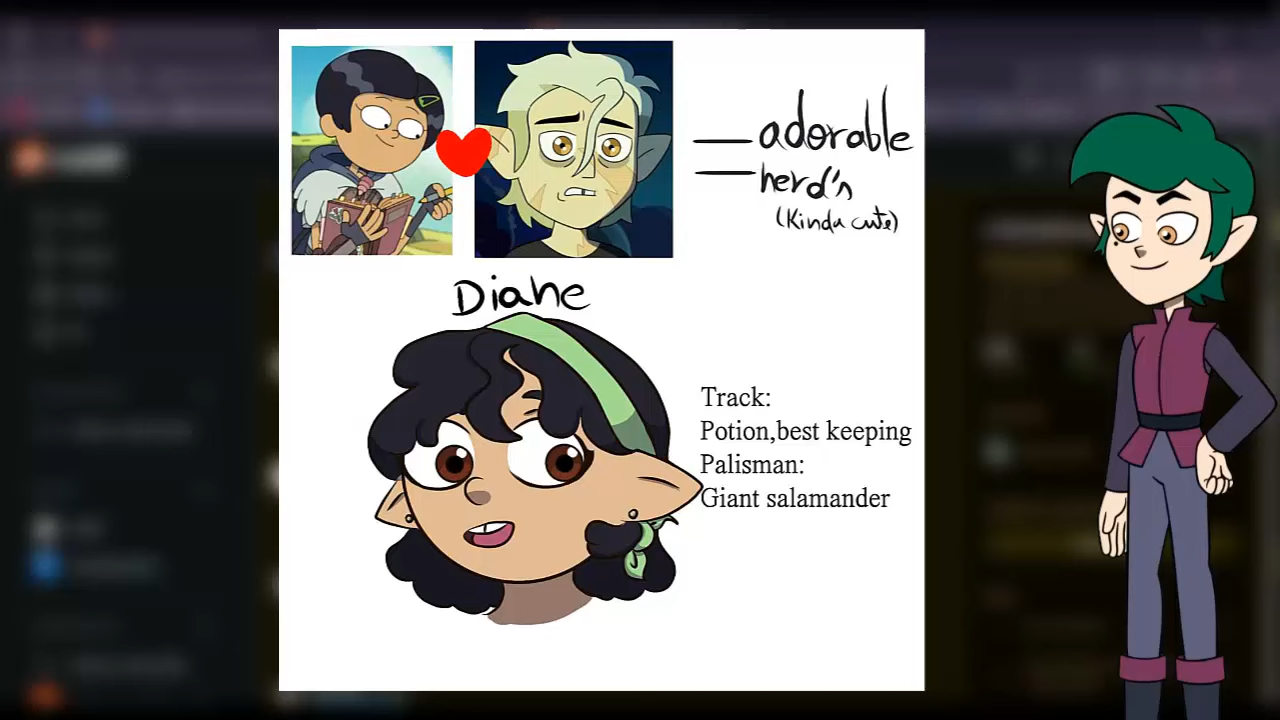 adorable
herd'n
(Kinda cute)
Diane
Track:
Potion,best keeping
Palisman:
Giant salamander